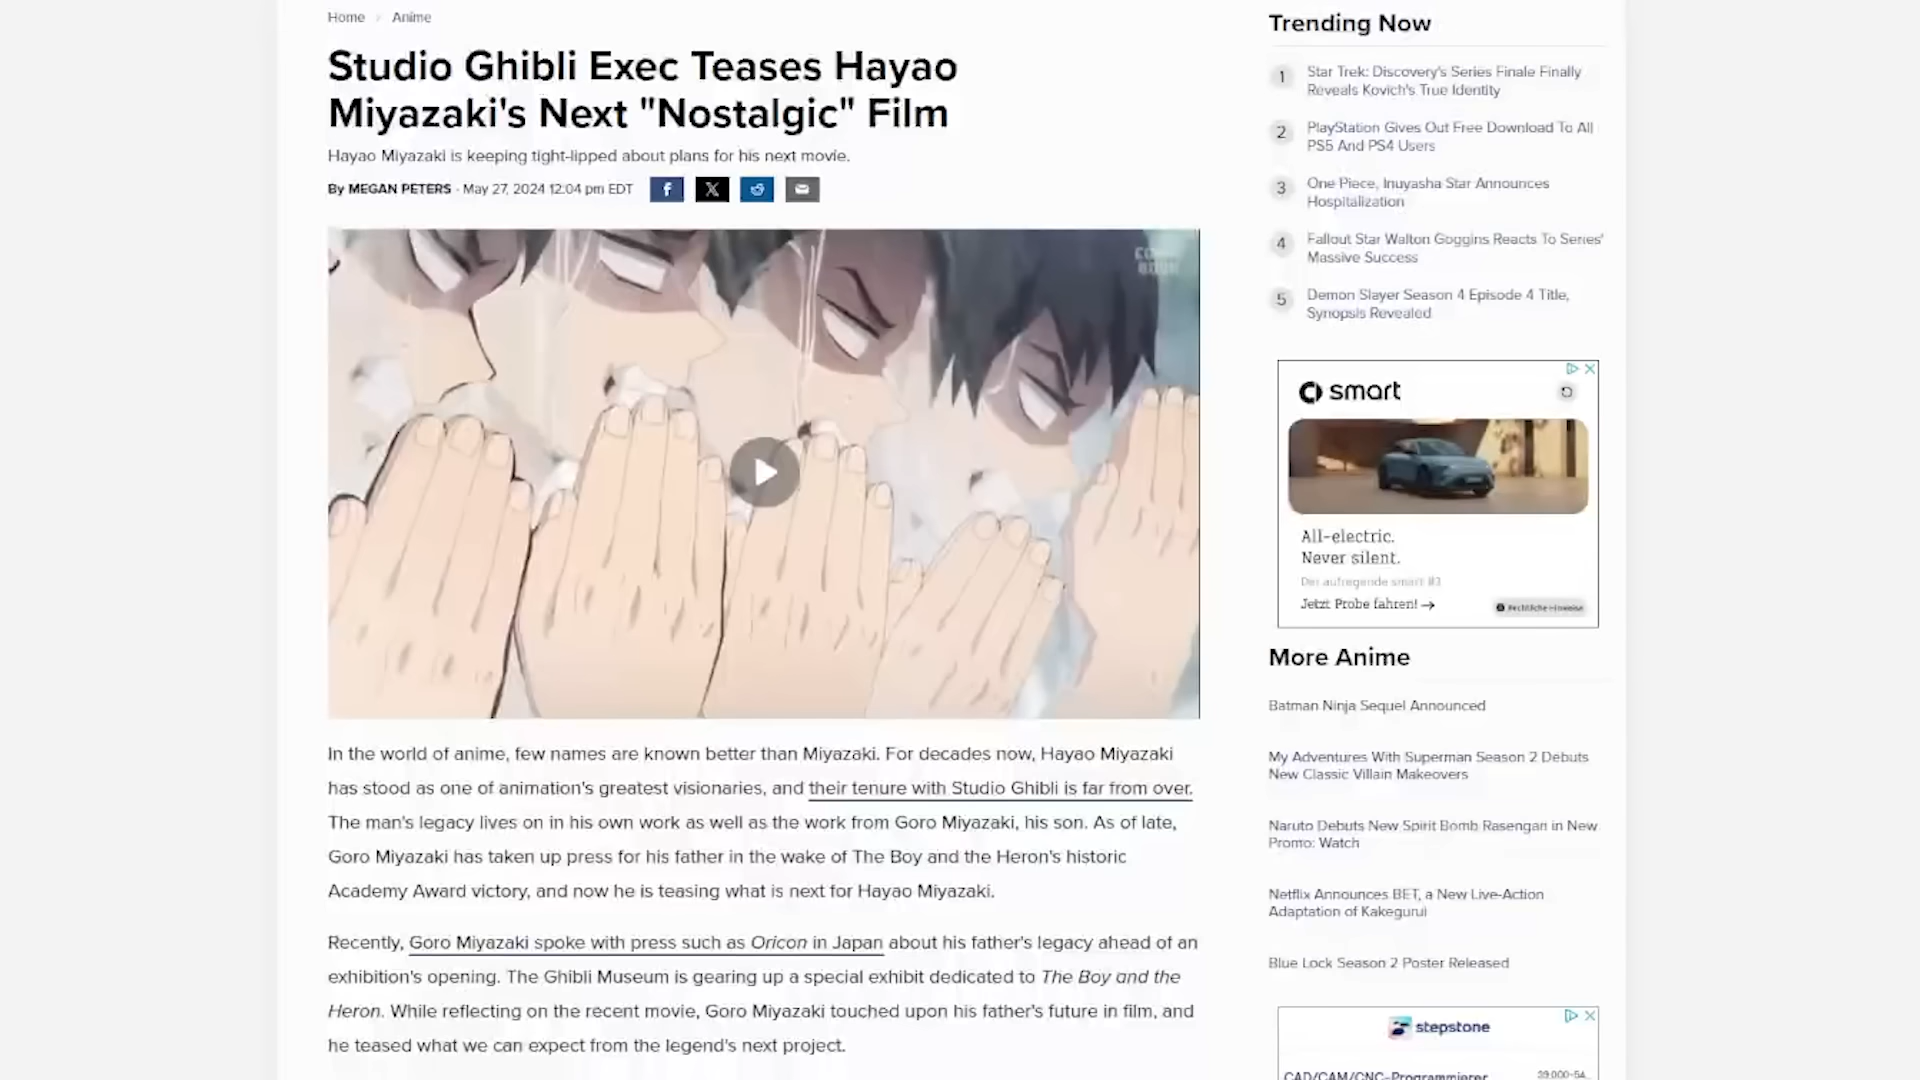 Home / Anime
Studio Ghibli Exec Teases Hayao
Miyazaki's Next "Nostalgic" Film
Hayao Miyazaki is keeping tight-lipped about plans for his next movie.
By MEGAN PETERS - May 27, 2024 12:04 pm EDT
In the world of anime, few names are known better than Miyazaki. For decades now, Hayao Miyazaki
has stood as one of animation's greatest visionaries, and their tenure with Studio Ghibli is far from over.
The man's legacy lives on in his own work as well as the work from Goro Miyazaki, his son. As of late,
Goro Miyazaki has taken up press for his father in the wake of The Boy and the Heron's historic
Academy Award victory, and now he is teasing what is next for Hayao Miyazaki.
Recently, Goro Miyazaki spoke with press such as Oricon in Japan about his father's legacy ahead of an
exhibition's opening. The Ghibli Museum is gearing up a special exhibit dedicated to The Boy and the
Heron. While reflecting on the recent movie, Goro Miyazaki touched upon his father's future in film, and
he teased what we can expect from the legend's next project.
Trending Now
1 Star Trek: Discovery's Series Finale Finally
Reveals Kovich's True Identity
2 PlayStation Gives Out Free Download To All
PS5 And PS4 Users
3 One Piece, Inuyasha Star Announces
Hospitalization
4 Fallout Star Walton Goggins Reacts To Series'
Massive Success
5 Demon Slayer Season 4 Episode 4 Title,
Synopsis Revealed
smart
All-electric.
Never silent.
Der aufregende smart #3
Jetzt Probe fahren! →
Rechtliche Hinweise
More Anime
Batman Ninja Sequel Announced
My Adventures With Superman Season 2 Debuts
New Classic Villain Makeovers
Naruto Debuts New Spirit Bomb Rasengan in New
Promo: Watch
Netflix Announces BET, a New Live-Action
Adaptation of Kakegurui
Blue Lock Season 2 Poster Released
stepstone
CAD/CAM/CNC-Programmierer
39.000-54...